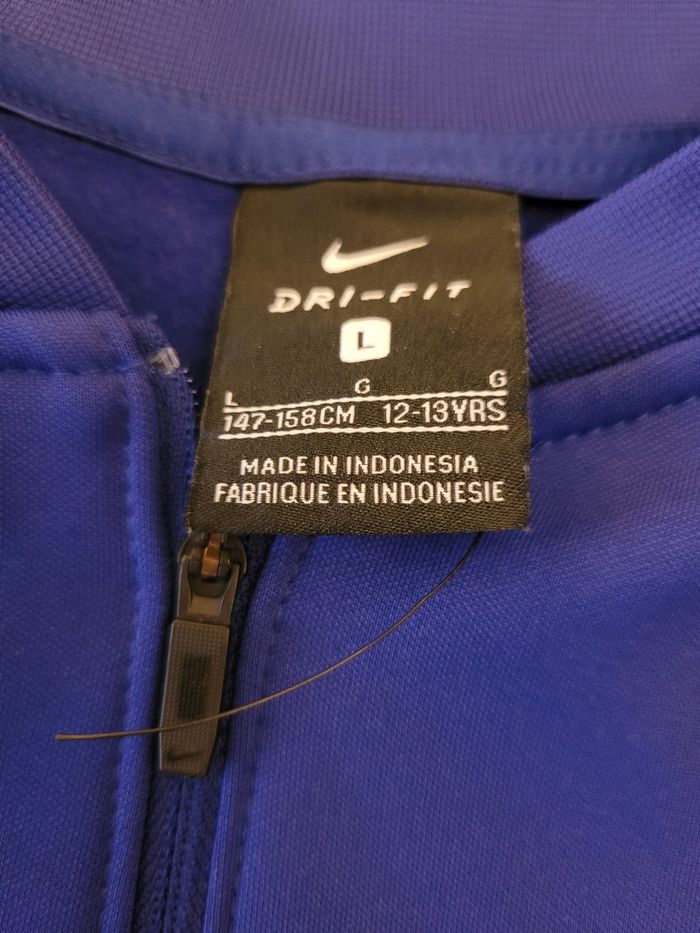 DRI-FIT
L
L G G
147-158CM 12-13YRS
MADE IN INDONESIA
FABRIQUE EN INDONESIE